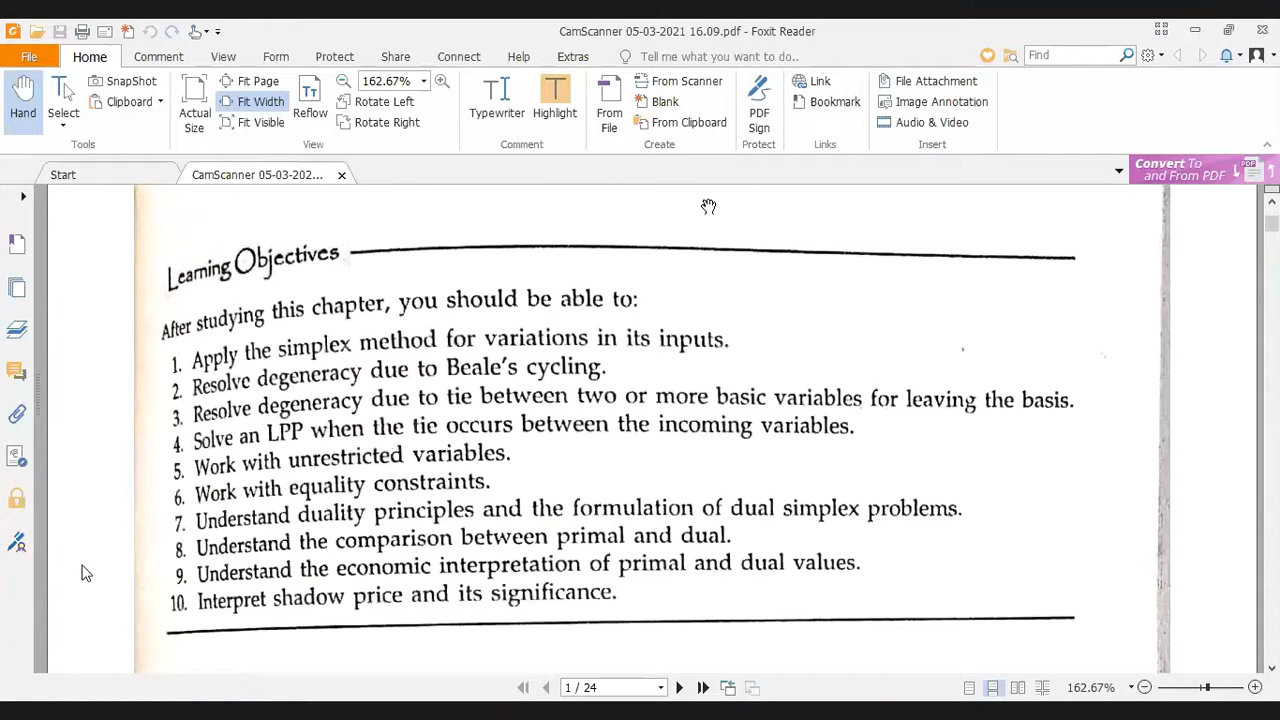 CamScanner 05-03-2021 16.09.pdf - Foxit Reader
File Home Comment View Form Protect Share Connect Help Extras Tell me what you want to do.. Find
SnapShot Fit Page 162.67% From Scanner Link File Attachment
Clipboard Fit Width Rotate Left Blank Bookmark Image Annotation
Hand Select Actual Size Fit Visible Reflow Rotate Right Typewriter Highlight From File From Clipboard PDF Sign Audio & Video
Tools View Comment Create Protect Links Insert
Start CamScanner 05-03-202... Convert To
and From PDF
PDF
Learning Objectives
After studying this chapter, you should be able to:
1. Apply the simplex method for variations in its inputs.
2. Resolve degeneracy due to Beale's cycling.
3. Resolve degeneracy due to tie between two or more basic variables for leaving the basis.
4. Solve an LPP when the tie occurs between the incoming variables.
5. Work with unrestricted variables.
6. Work with equality constraints.
7. Understand duality principles and the formulation of dual simplex problems.
8. Understand the comparison between primal and dual.
9. Understand the economic interpretation of primal and dual values.
10. Interpret shadow price and its significance.
1 / 24 162.67%